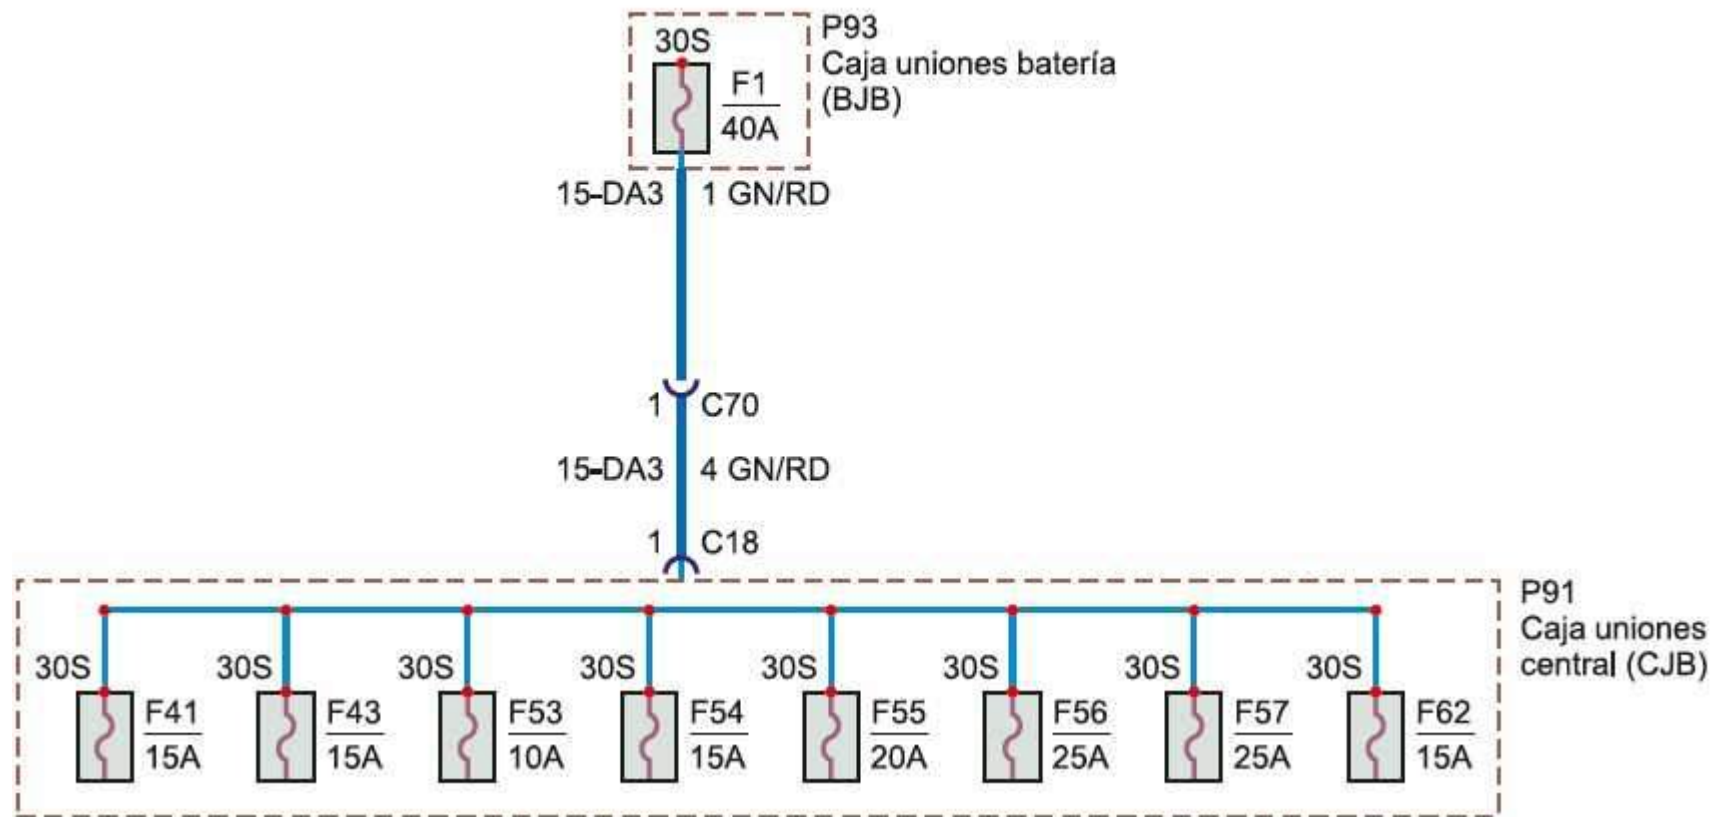 30S
F1
40A
P93
Caja uniones batería
(BJB)
15-DA3 1 GN/RD
1 C70
15-DA3 4 GN/RD
1 C18
P91
Caja uniones
central (CJB)
30S 30S 30S 30S 30S 30S 30S 30S
F41 F43 F53 F54 F55 F56 F57 F62
15A 15A 10A 15A 20A 25A 25A 15A